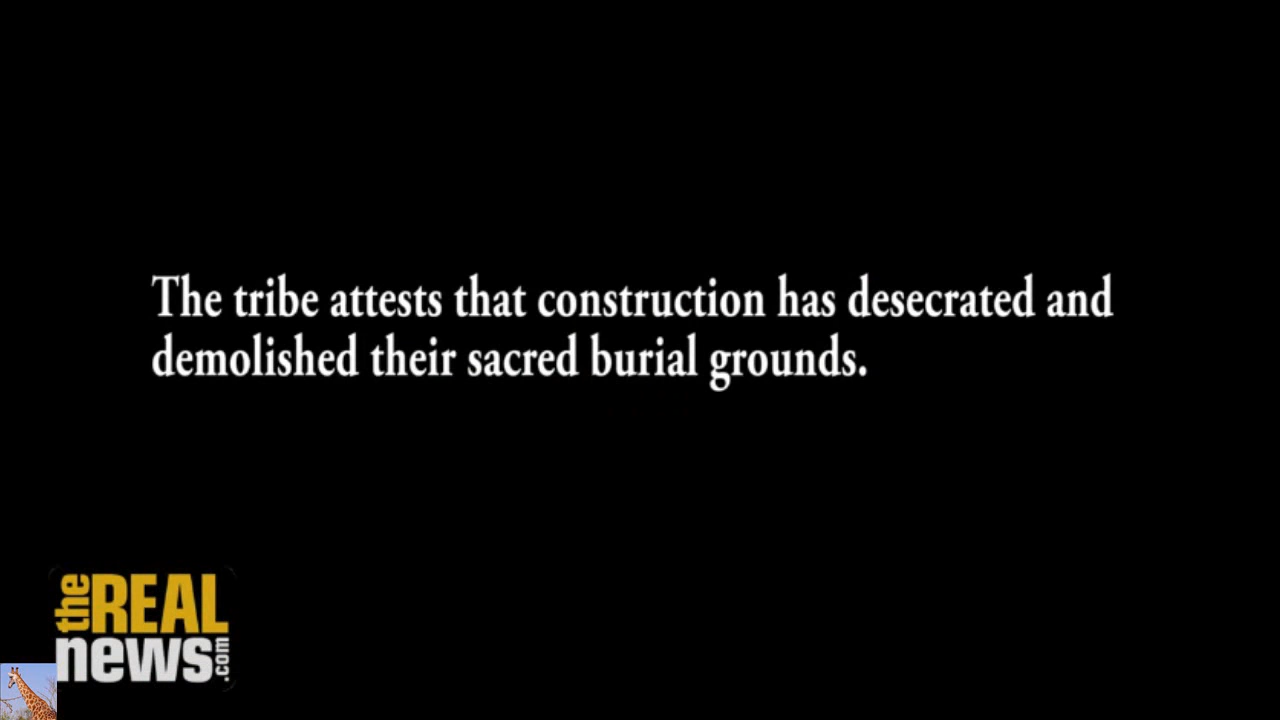 The tribe attests that construction has desecrated and
demolished their sacred burial grounds.
the REAL
news.com